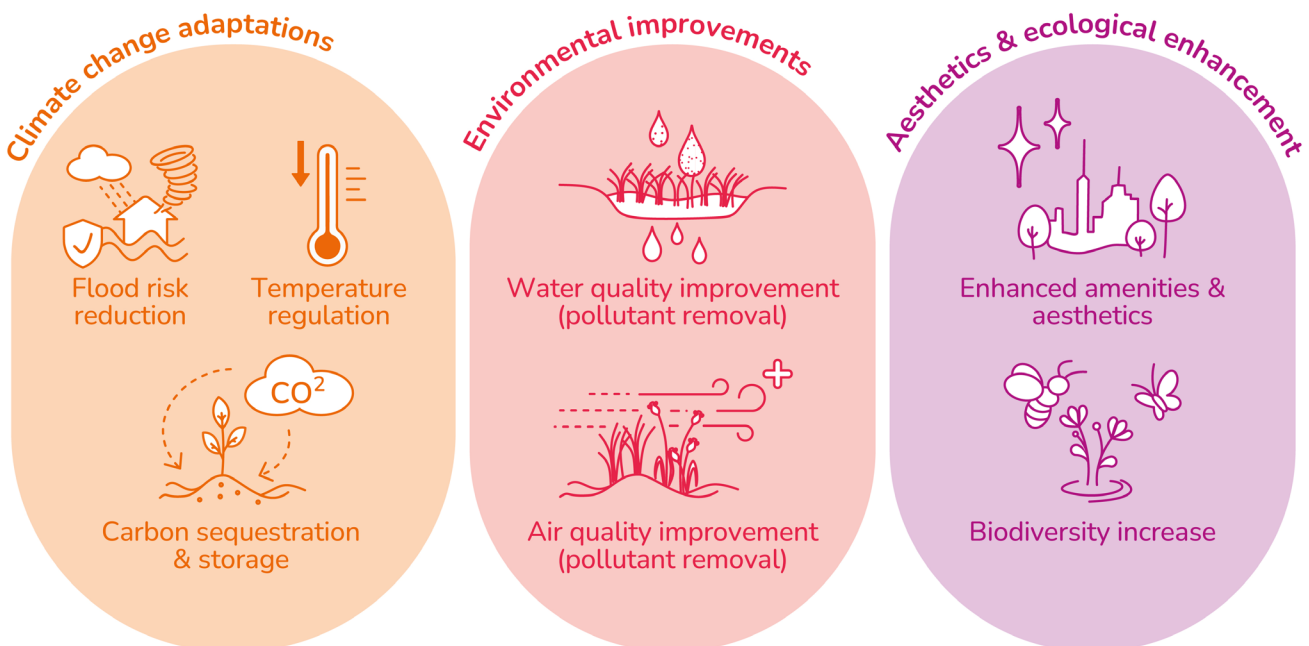 Climate change adaptations
Flood risk
reduction
Temperature
regulation
CO²
Carbon sequestration
& storage
Environmental improvements
Water quality improvement
(pollutant removal)
Air quality improvement
(pollutant removal)
Aesthetics & ecological enhancement
Enhanced amenities &
aesthetics
Biodiversity increase